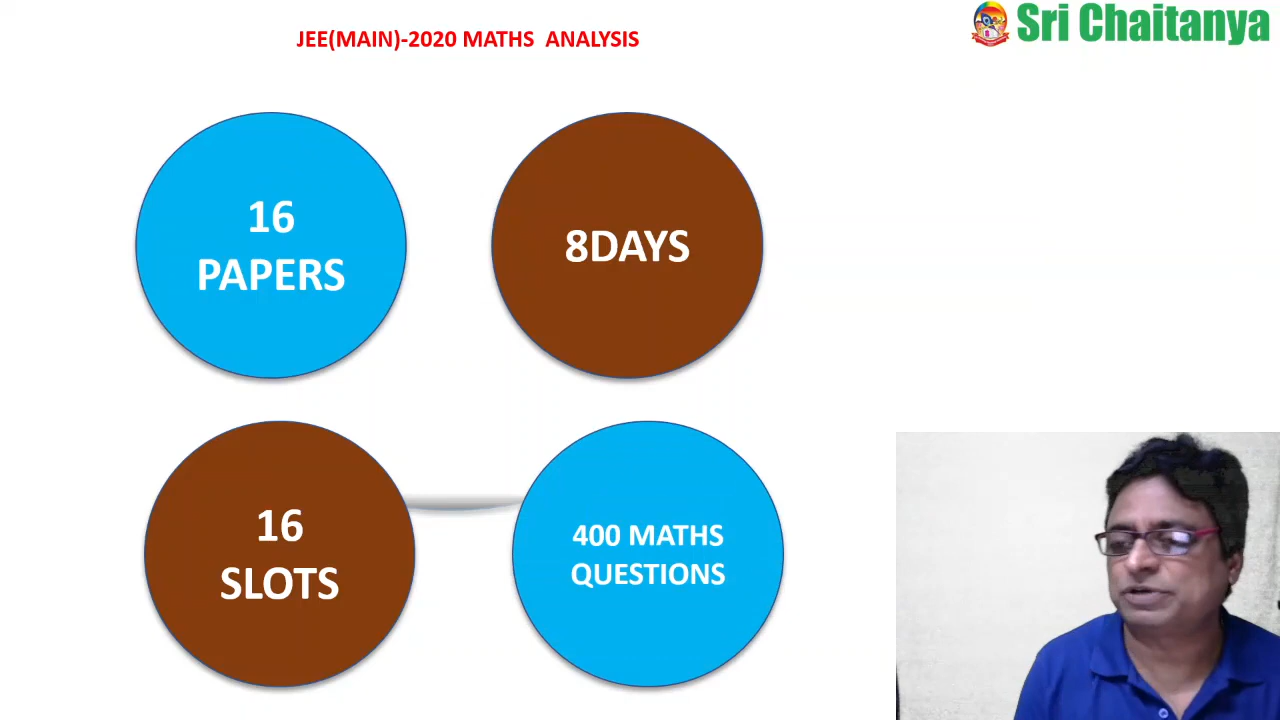 JEE(MAIN)-2020 MATHS ANALYSIS
Sri Chaitanya
16
PAPERS
8DAYS
16
SLOTS
400 MATHS
QUESTIONS